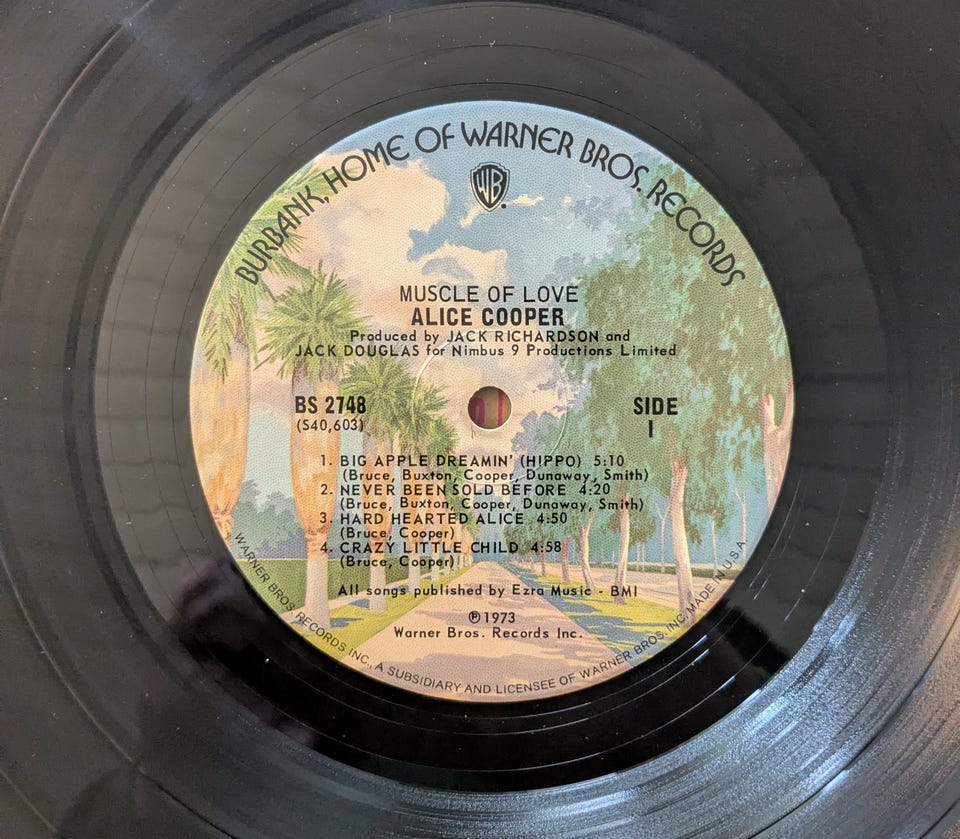 BURBANK, HOME OF WARNER BROS. RECORDS
WB
MUSCLE OF LOVE
ALICE COOPER
Produced by JACK RICHARDSON and
JACK DOUGLAS for Nimbus 9 Productions Limited
BS 2748
(S40,603)
SIDE
1
1. BIG APPLE DREAMIN' (HIPPO) 5:10
(Bruce, Buxton, Cooper, Dunaway, Smith)
2. NEVER BEEN SOLD BEFORE 4:20
(Bruce, Buxton, Cooper, Dunaway, Smith)
3. HARD HEARTED ALICE 4:50
(Bruce, Cooper)
4. CRAZY LITTLE CHILD 4:58
(Bruce, Cooper)
All songs published by Ezra Music - BMI
℗1973
Warner Bros. Records Inc.
WARNER BROS. RECORDS INC., A SUBSIDIARY AND LICENSEE OF WARNER BROS. INC. MADE IN U.S.A.